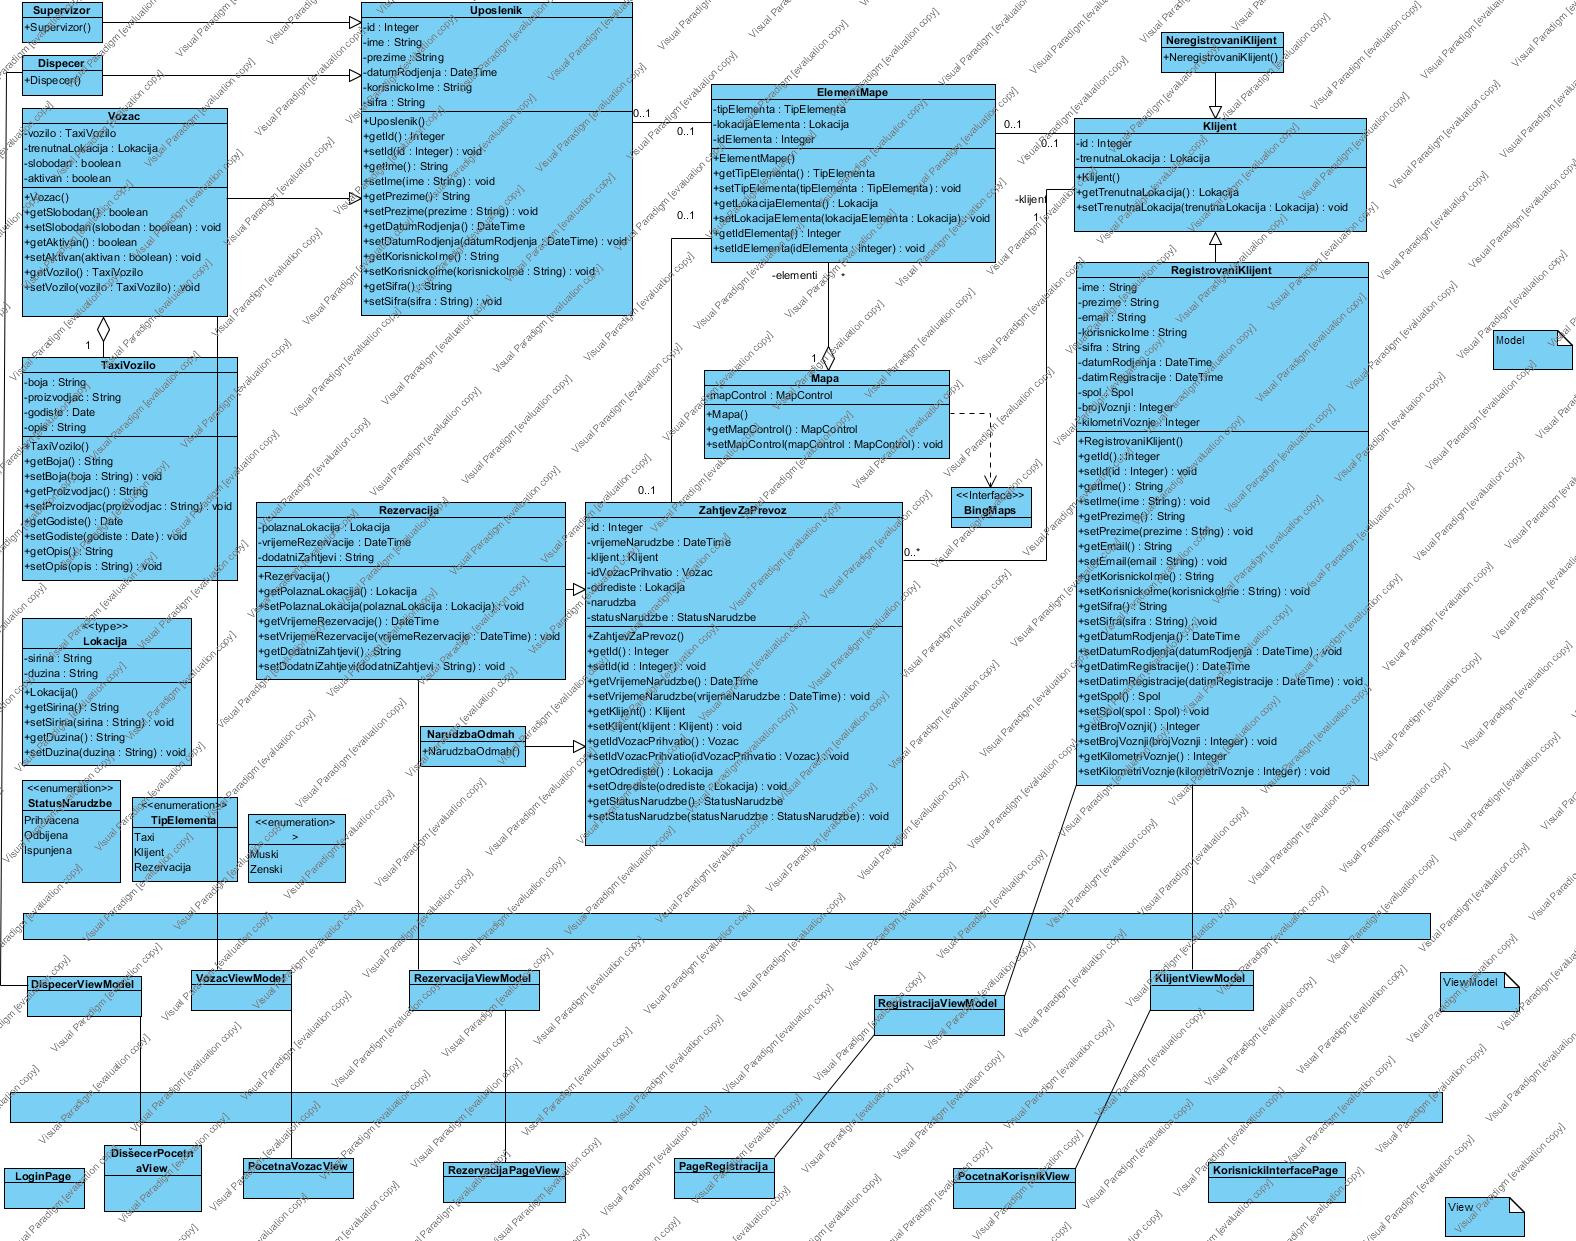 Supervizor
+Supervizor()
Dispecer
+Dispecer()
Vozac
-vozilo : TaxiVozilo
-trenutnaLokacija : Lokacija
-slobodan : boolean
-aktivan : boolean
+Vozac()
+getSlobodan() : boolean
+setSlobodan(slobodan : boolean) : void
+getAktivan() : boolean
+setAktivan(aktivan : boolean) : void
+getVozilo() : TaxiVozilo
+setVozilo(vozilo : TaxiVozilo) : void
1
TaxiVozilo
-boja : String
-proizvodjac : String
-godiste : Date
-opis : String
+TaxiVozilo()
+getBoja() : String
+setBoja(boja : String) : void
+getProizvodjac() : String
+setProizvodjac(proizvodjac : String) : void
+getGodiste() : Date
+setGodiste(godiste : Date) : void
+getOpis() : String
+setOpis(opis : String) : void
<<type>>
Lokacija
-sirina : String
-duzina : String
+Lokacija()
+getSirina() : String
+setSirina(sirina : String) : void
+getDuzina() : String
+setDuzina(duzina : String) : void
<<enumeration>>
StatusNarudzbe
Prihvacena
Odbijena
Ispunjena
<<enumeration>>
TipElementa
Taxi
Klijent
Rezervacija
<<enumeration>
>
Muski
Zenski
Uposlenik
-id : Integer
-ime : String
-prezime : String
-datumRodjenja : DateTime
-korisnickoIme : String
-sifra : String
+Uposlenik()
+getId() : Integer
+setId(id : Integer) : void
+getIme() : String
+setIme(ime : String) : void
+getPrezime() : String
+setPrezime(prezime : String) : void
+getDatumRodjenja() : DateTime
+setDatumRodjenja(datumRodjenja : DateTime) : void
+getKorisnickoIme() : String
+setKorisnickoIme(korisnickoIme : String) : void
+getSifra() : String
+setSifra(sifra : String) : void
0..1
0..1
ElementMape
-tipElementa : TipElementa
-lokacijaElementa : Lokacija
-idElementa : Integer
+ElementMape()
+getTipElementa() : TipElementa
+setTipElementa(tipElementa : TipElementa) : void
+getLokacijaElementa() : Lokacija
+setLokacijaElementa(lokacijaElementa : Lokacija) : void
+getIdElementa() : Integer
+setIdElementa(idElementa : Integer) : void
0..1
0..1
0..1
-elementi
*
1
-klijent
1
Mapa
-mapControl : MapControl
+Mapa()
+getMapControl() : MapControl
+setMapControl(mapControl : MapControl) : void
<<Interface>>
BingMaps
0..1
0..*
Rezervacija
-polaznaLokacija : Lokacija
-vrijemeRezervacije : DateTime
-dodatniZahtjevi : String
+Rezervacija()
+getPolaznaLokacija() : Lokacija
+setPolaznaLokacija(polaznaLokacija : Lokacija) : void
+getVrijemeRezervacije() : DateTime
+setVrijemeRezervacije(vrijemeRezervacije : DateTime) : void
+getDodatniZahtjevi() : String
+setDodatniZahtjevi(dodatniZahtjevi : String) : void
NarudzbaOdmah
+NarudzbaOdmah()
ZahtjevZaPrevoz
-id : Integer
-vrijemeNarudzbe : DateTime
-klijent : Klijent
-idVozacPrihvatio : Vozac
-odrediste : Lokacija
-narudzba
-statusNarudzbe : StatusNarudzbe
+ZahtjevZaPrevoz()
+getId() : Integer
+setId(id : Integer) : void
+getVrijemeNarudzbe() : DateTime
+setVrijemeNarudzbe(vrijemeNarudzbe : DateTime) : void
+getKlijent() : Klijent
+setKlijent(klijent : Klijent) : void
+getIdVozacPrihvatio() : Vozac
+setIdVozacPrihvatio(idVozacPrihvatio : Vozac) : void
+getOdrediste() : Lokacija
+setOdrediste(odrediste : Lokacija) : void
+getStatusNarudzbe() : StatusNarudzbe
+setStatusNarudzbe(statusNarudzbe : StatusNarudzbe) : void
NeregistrovaniKlijent
+NeregistrovaniKlijent()
Klijent
-id : Integer
-trenutnaLokacija : Lokacija
+Klijent()
+getTrenutnaLokacija() : Lokacija
+setTrenutnaLokacija(trenutnaLokacija : Lokacija) : void
RegistrovaniKlijent
-ime : String
-prezime : String
-email : String
-korisnickoIme : String
-sifra : String
-datumRodjenja : DateTime
-datimRegistracije : DateTime
-spol : Spol
-brojVoznji : Integer
-kilometriVoznje : Integer
+RegistrovaniKlijent()
+getId() : Integer
+setId(id : Integer) : void
+getIme() : String
+setIme(ime : String) : void
+getPrezime() : String
+setPrezime(prezime : String) : void
+getEmail() : String
+setEmail(email : String) : void
+getKorisnickoIme() : String
+setKorisnickoIme(korisnickoIme : String) : void
+getSifra() : String
+setSifra(sifra : String) : void
+getDatumRodjenja() : DateTime
+setDatumRodjenja(datumRodjenja : DateTime) : void
+getDatimRegistracije() : DateTime
+setDatimRegistracije(datimRegistracije : DateTime) : void
+getSpol() : Spol
+setSpol(spol : Spol) : void
+getBrojVoznji() : Integer
+setBrojVoznji(brojVoznji : Integer) : void
+getKilometriVoznje() : Integer
+setKilometriVoznje(kilometriVoznje : Integer) : void
Model
DispecerViewModel
VozacViewModel
RezervacijaViewModel
RegistracijaViewModel
KlijentViewModel
ViewModel
LoginPage
DisšecerPocetn
aView
PocetnaVozacView
RezervacijaPageView
PageRegistracija
PocetnaKorisnikView
KorisnickiInterfacePage
View
Visual Paradigm [evaluation copy]